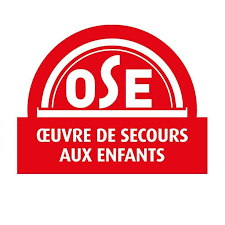 OSE
ŒUVRE DE SECOURS
AUX ENFANTS